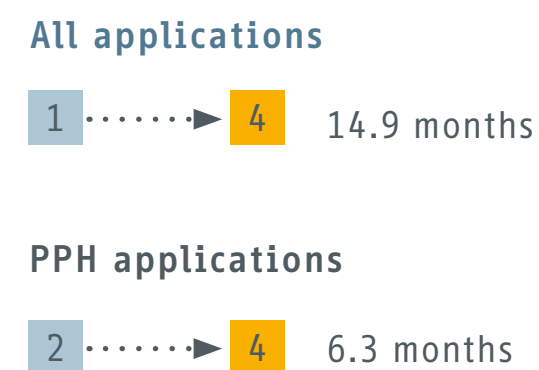 All applications
1 4 14.9 months
PPH applications
2 4 6.3 months